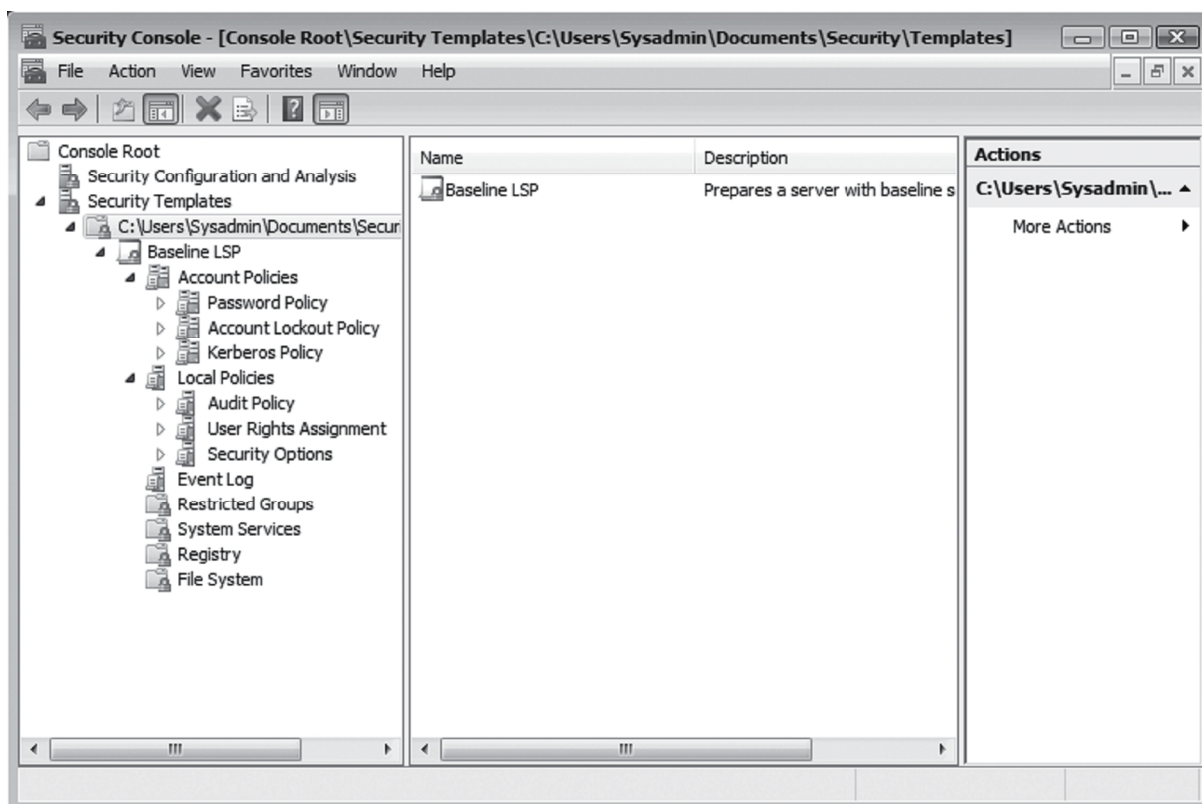 Security Console - [Console Root\Security Templates\C:\Users\Sysadmin\Documents\Security\Templates]
File Action View Favorites Window Help
Console Root
Security Configuration and Analysis
Security Templates
C:\Users\Sysadmin\Documents\Secur
Baseline LSP
Account Policies
Password Policy
Account Lockout Policy
Kerberos Policy
Local Policies
Audit Policy
User Rights Assignment
Security Options
Event Log
Restricted Groups
System Services
Registry
File System
Name Description
Baseline LSP Prepares a server with baseline s
Actions
C:\Users\Sysadmin\...
More Actions